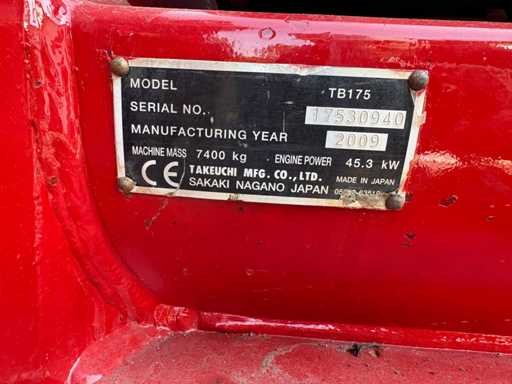 MODEL TB175
SERIAL NO. 17530940
MANUFACTURING YEAR 2009
MACHINE MASS 7400 kg ENGINE POWER 45.3 kW
CE TAKEUCHI MFG. CO., LTD. MADE IN JAPAN
SAKAKI NAGANO JAPAN